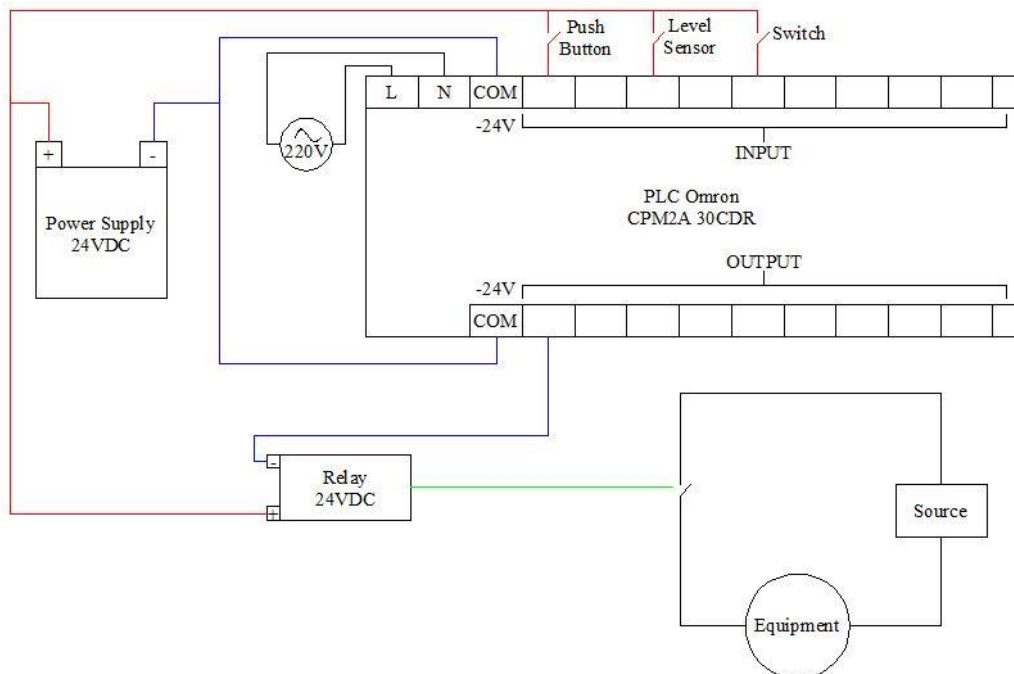 Push
Button
Level
Sensor
Switch
L
N
COM
-24V
INPUT
220V
+
-
Power Supply
24VDC
PLC Omron
CPM2A 30CDR
OUTPUT
-24V
COM
-
Relay
24VDC
+
Source
Equipment